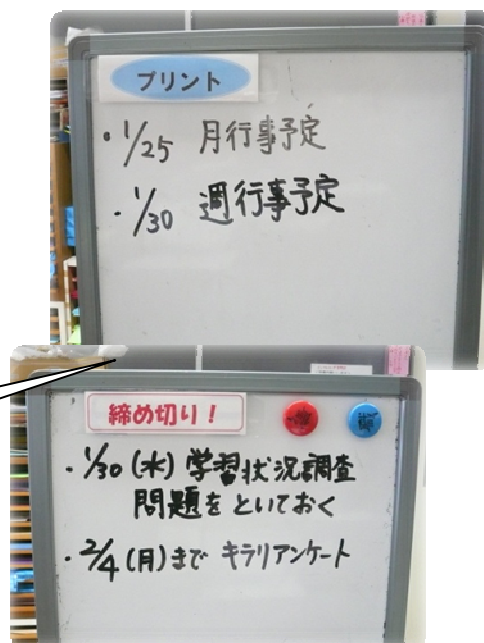 プリント
・1/25 月行事予定
・1/30 週行事予定
締め切り！
・1/30(水) 学習状況調査
問題をといておく
・2/4(月)まで キラリアンケート